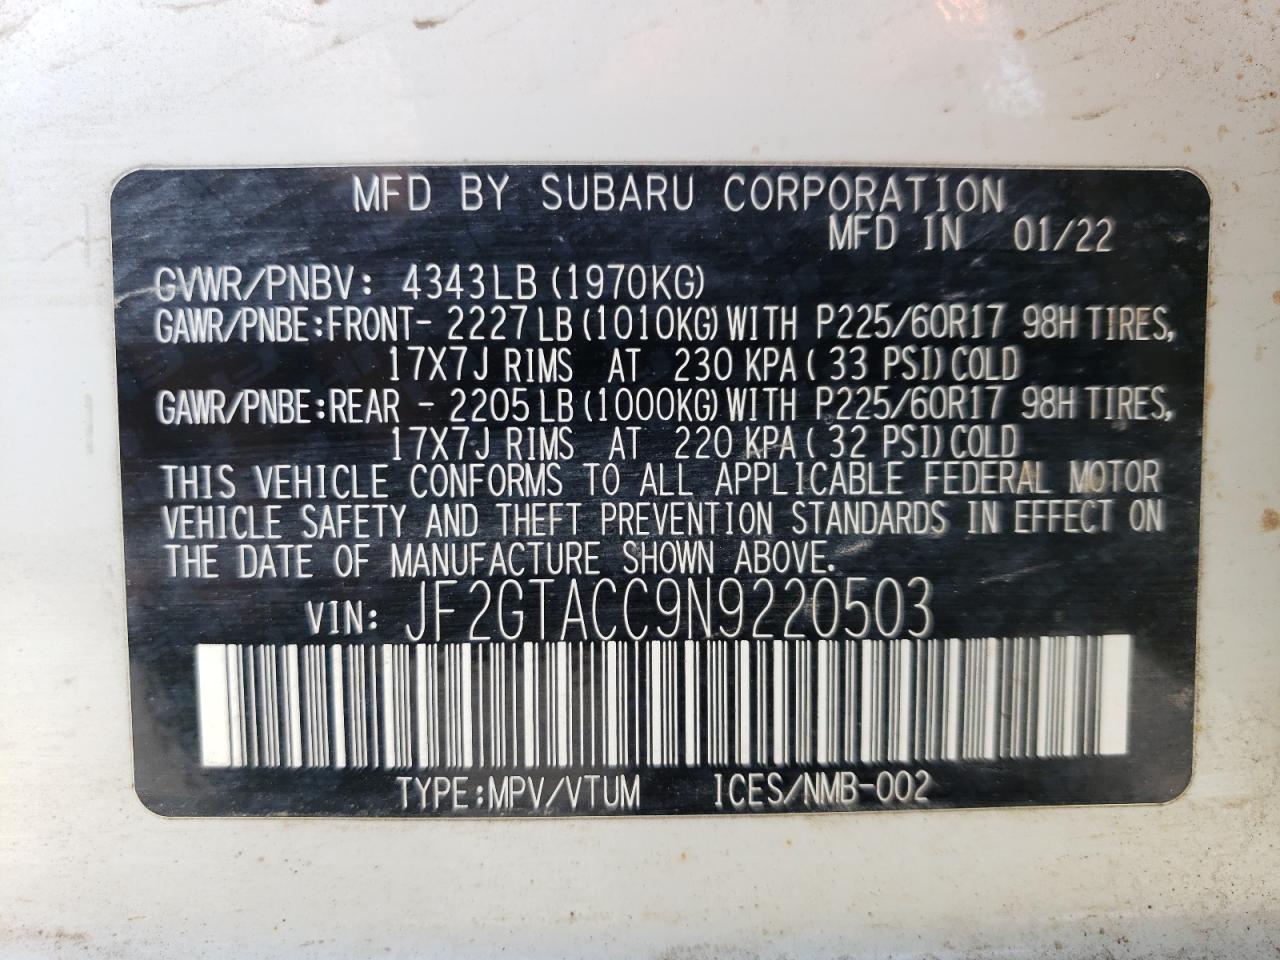 MFD BY SUBARU CORPORATION
MFD IN 01/22
GVWR/PNBV: 4343LB (1970KG)
GAWR/PNBE:FRONT- 2227LB(1010KG)WITH P225/60R17 98H TIRES,
17X7J RIMS AT 230 KPA( 33 PSI)COLD
GAWR/PNBE:REAR - 2205LB(1000KG)WITH P225/60R17 98H TIRES,
17X7J RIMS AT 220 KPA( 32 PSI)COLD
THIS VEHICLE CONFORMS TO ALL APPLICABLE FEDERAL MOTOR
VEHICLE SAFETY AND THEFT PREVENTION STANDARDS IN EFFECT ON
THE DATE OF MANUFACTURE SHOWN ABOVE.
VIN: JF2GTACC9N9220503
TYPE:MPV/VTUM ICES/NMB-002